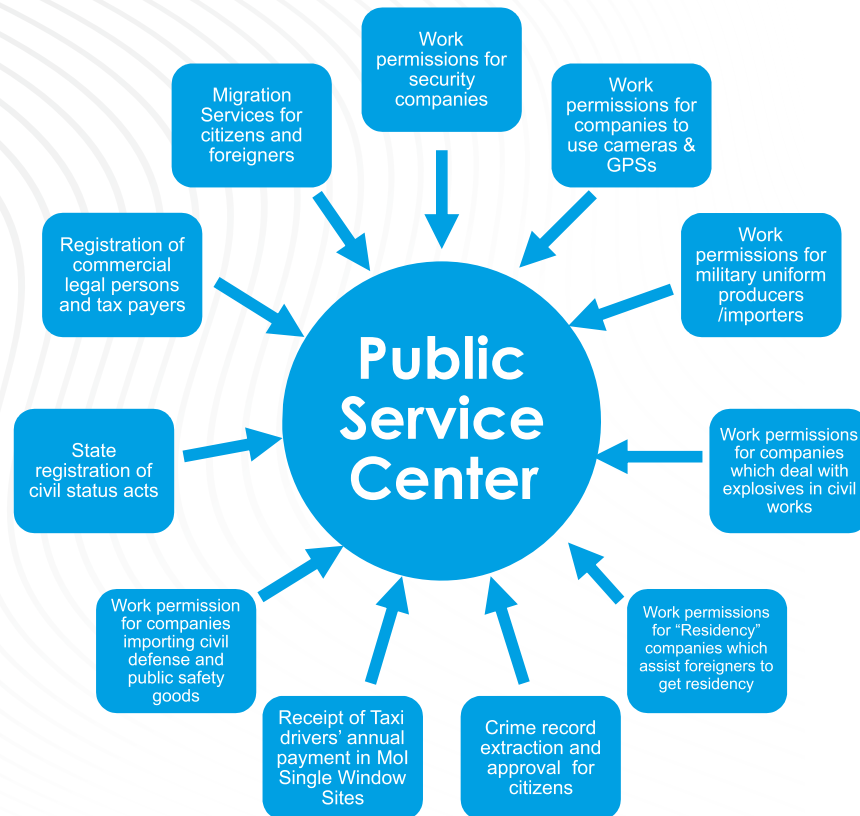 Work
permissions for
security
companies
Work
permissions for
companies to
use cameras &
GPSs
Migration
Services for
citizens and
foreigners
Work
permissions for
military uniform
producers
/importers
Registration of
commercial
legal persons
and tax payers
Public
Service
Center
Work permissions
for companies
which deal with
explosives in civil
works
State
registration of
civil status acts
Work permissions
for “Residency”
companies which
assist foreigners to
get residency
Work permission
for companies
importing civil
defense and
public safety
goods
Crime record
extraction and
approval for
citizens
Receipt of Taxi
drivers’ annual
payment in MoI
Single Window
Sites